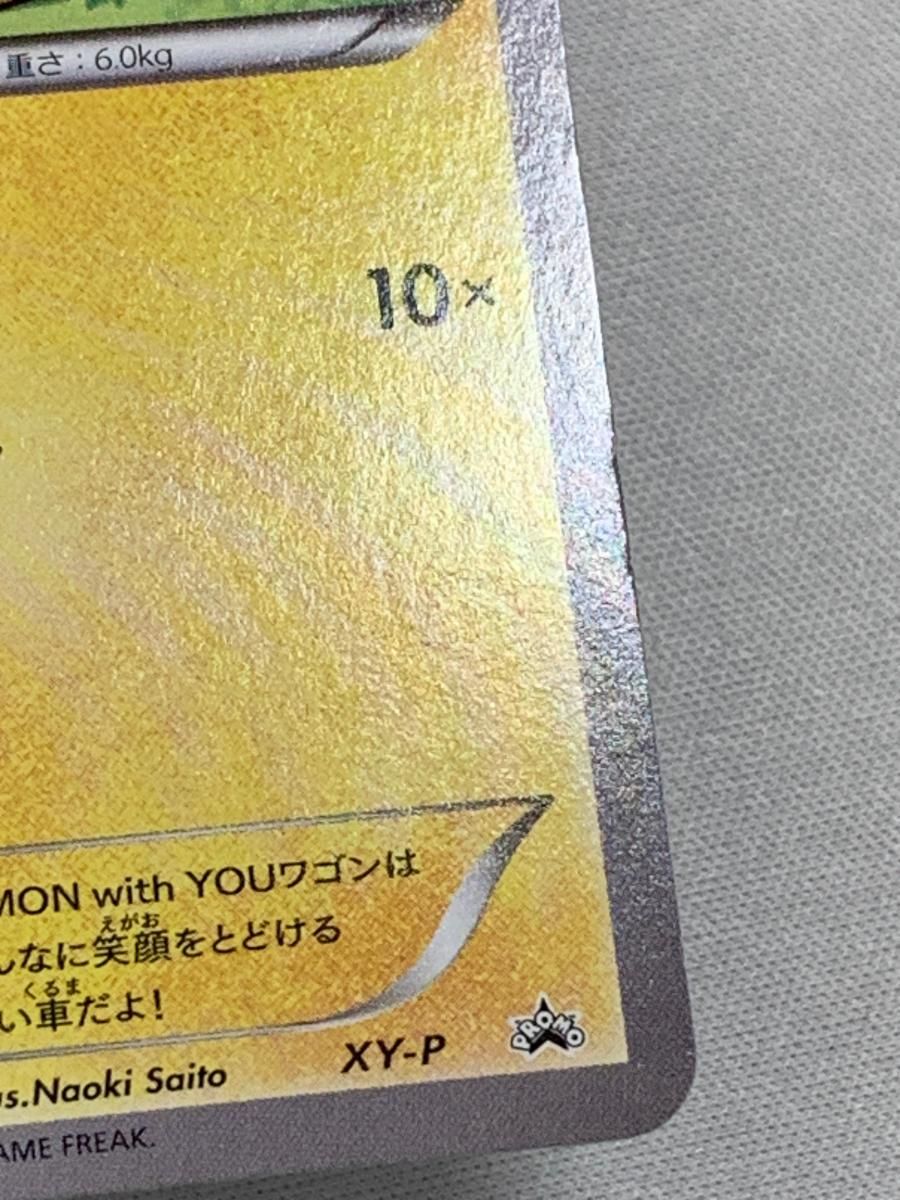 重さ : 6.0kg
10×
MON with YOUワゴンは
えがお
んなに笑顔をとどける
くるま
い車だよ!
XY-P
PROMO
us.Naoki Saito
AME FREAK.